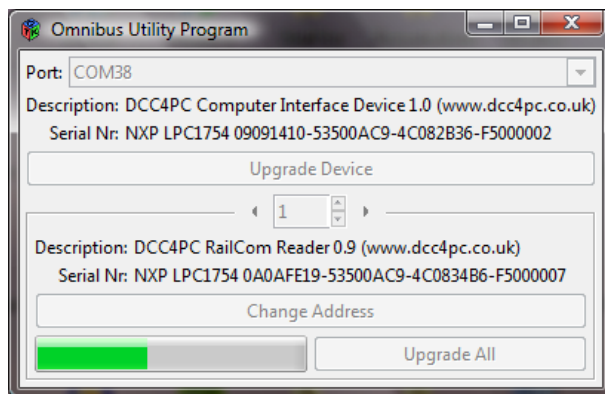 Omnibus Utility Program
Port: COM38
Description: DCC4PC Computer Interface Device 1.0 (www.dcc4pc.co.uk)
Serial Nr: NXP LPC1754 09091410-53500AC9-4C082B36-F5000002
Upgrade Device
1
Description: DCC4PC RailCom Reader 0.9 (www.dcc4pc.co.uk)
Serial Nr: NXP LPC1754 0A0AFE19-53500AC9-4C0834B6-F5000007
Change Address
Upgrade All